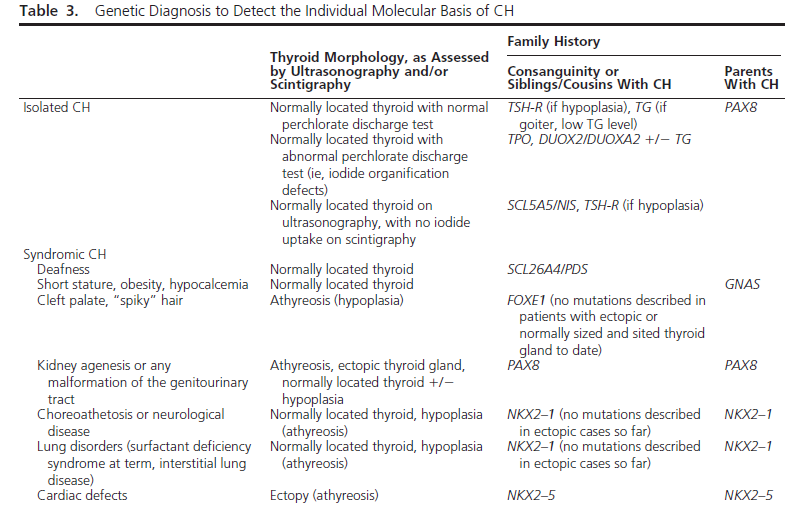 Table 3. Genetic Diagnosis to Detect the Individual Molecular Basis of CH
Family History
Thyroid Morphology, as Assessed
by Ultrasonography and/or
Scintigraphy
Consanguinity or
Siblings/Cousins With CH
Parents
With CH
Isolated CH
Normally located thyroid with normal
perchlorate discharge test
TSH-R (if hypoplasia), TG (if
goiter, low TG level)
PAX8
Normally located thyroid with
abnormal perchlorate discharge
test (ie, iodide organification
defects)
TPO, DUOX2/DUOXA2 +/− TG
Normally located thyroid on
ultrasonography, with no iodide
uptake on scintigraphy
SCL5A5/NIS, TSH-R (if hypoplasia)
Syndromic CH
Deafness
Normally located thyroid
SCL26A4/PDS
Short stature, obesity, hypocalcemia
Normally located thyroid
GNAS
Cleft palate, “spiky” hair
Athyreosis (hypoplasia)
FOXE1 (no mutations described in
patients with ectopic or
normally sized and sited thyroid
gland to date)
Kidney agenesis or any
malformation of the genitourinary
tract
Athyreosis, ectopic thyroid gland,
normally located thyroid +/−
hypoplasia
PAX8
PAX8
Choreoathetosis or neurological
disease
Normally located thyroid, hypoplasia
(athyreosis)
NKX2–1 (no mutations described
in ectopic cases so far)
NKX2–1
Lung disorders (surfactant deficiency
syndrome at term, interstitial lung
disease)
Normally located thyroid, hypoplasia
(athyreosis)
NKX2–1 (no mutations described
in ectopic cases so far)
NKX2–1
Cardiac defects
Ectopy (athyreosis)
NKX2–5
NKX2–5